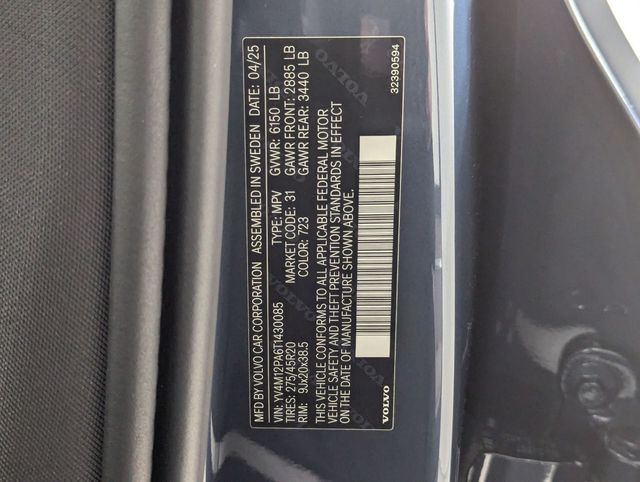 MFD BY VOLVO CAR CORPORATION ASSEMBLED IN SWEDEN DATE: 04/25
VIN: YV4M12PA6T1430085 TYPE: MPV GVWR: 6150 LB
TIRES: 275/45R20 MARKET CODE: 31 GAWR FRONT: 2885 LB
RIM: 9Jx20x38.5 COLOR: 723 GAWR REAR: 3440 LB
THIS VEHICLE CONFORMS TO ALL APPLICABLE FEDERAL MOTOR
VEHICLE SAFETY AND THEFT PREVENTION STANDARDS IN EFFECT
ON THE DATE OF MANUFACTURE SHOWN ABOVE.
VOLVO
32390594